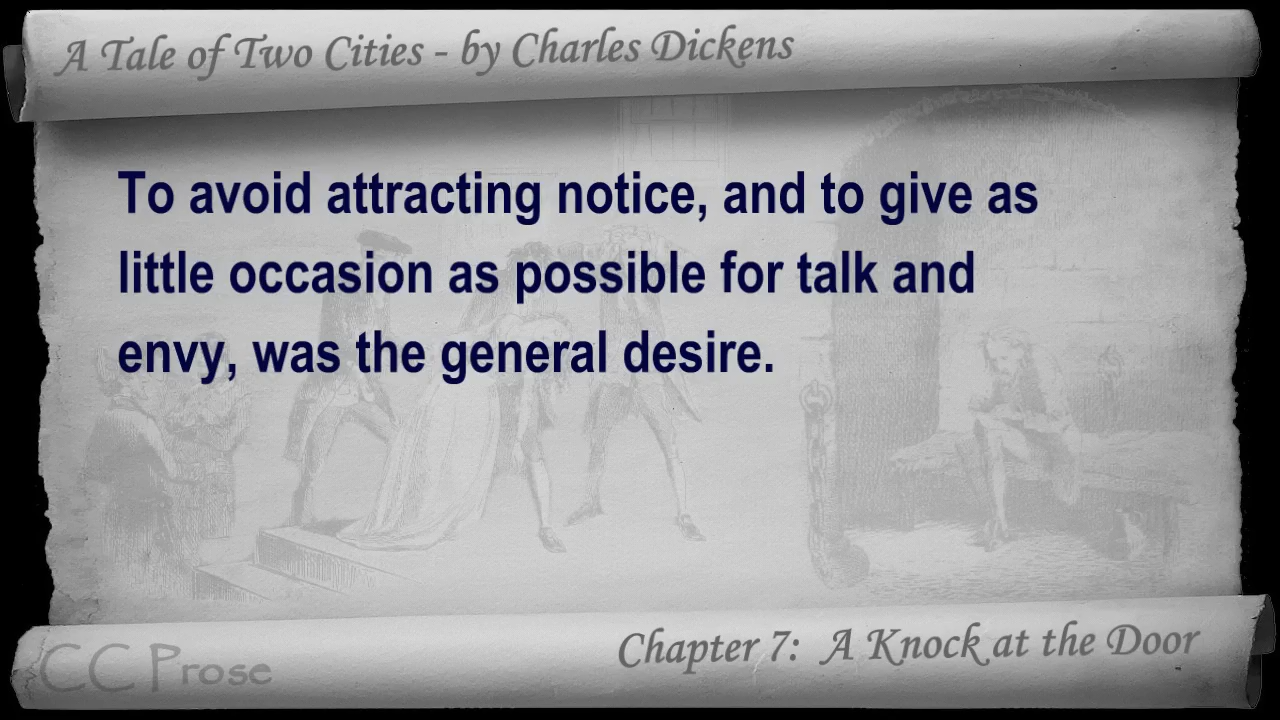 A Tale of Two Cities - by Charles Dickens
To avoid attracting notice, and to give as
little occasion as possible for talk and
envy, was the general desire.
Chapter 7: A Knock at the Door
CC Prose